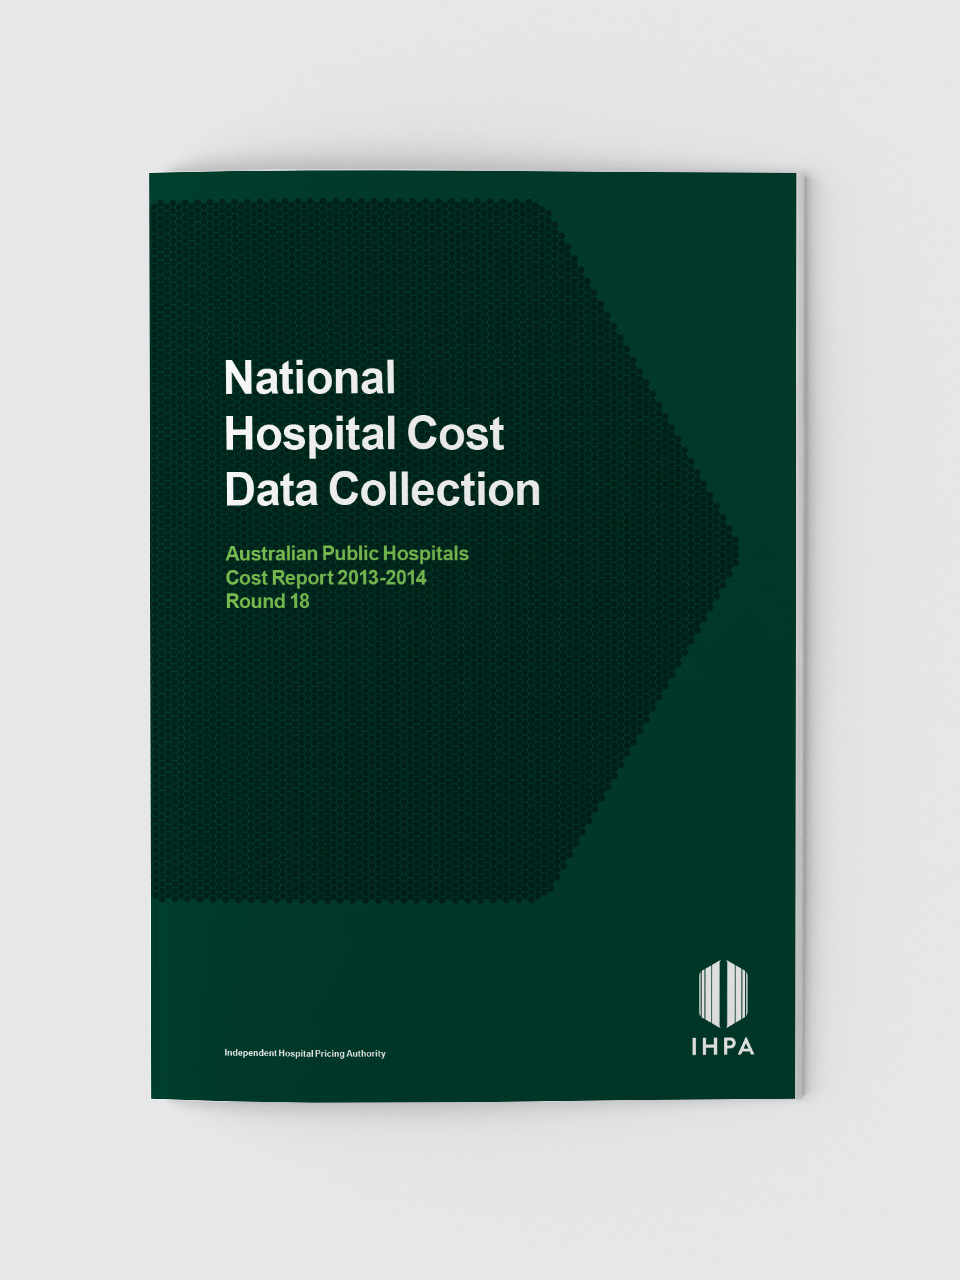 National
Hospital Cost
Data Collection
Australian Public Hospitals
Cost Report 2013-2014
Round 18
Independent Hospital Pricing Authority
IHPA